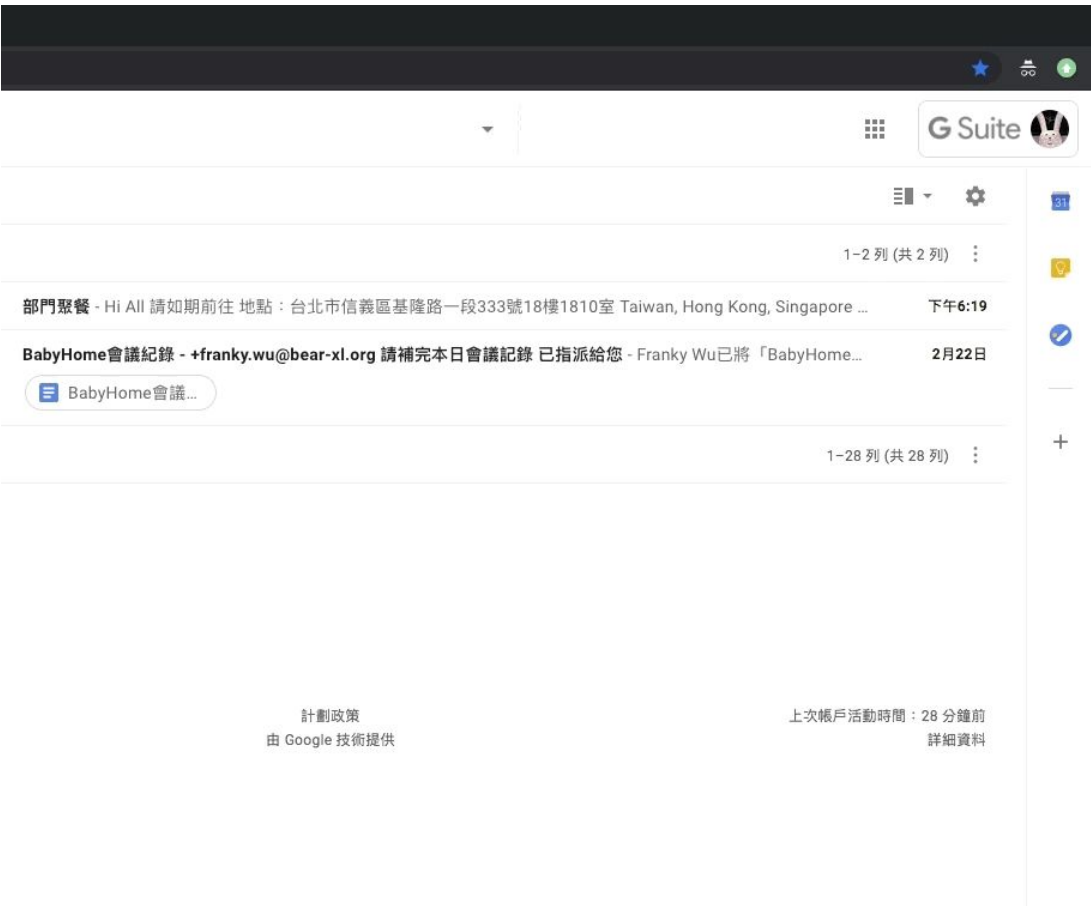 G Suite
31
1–2 列 (共 2 列)
部門聚餐 - Hi All 請如期前往 地點：台北市信義區基隆路一段333號18樓1810室 Taiwan, Hong Kong, Singapore ... 下午6:19
BabyHome會議紀錄 - +franky.wu@bear-xl.org 請補完本日會議記錄 已指派給您 - Franky Wu已將「BabyHome... 2月22日
BabyHome會議...
1–28 列 (共 28 列)
計劃政策 上次帳戶活動時間：28 分鐘前
由 Google 技術提供 詳細資料